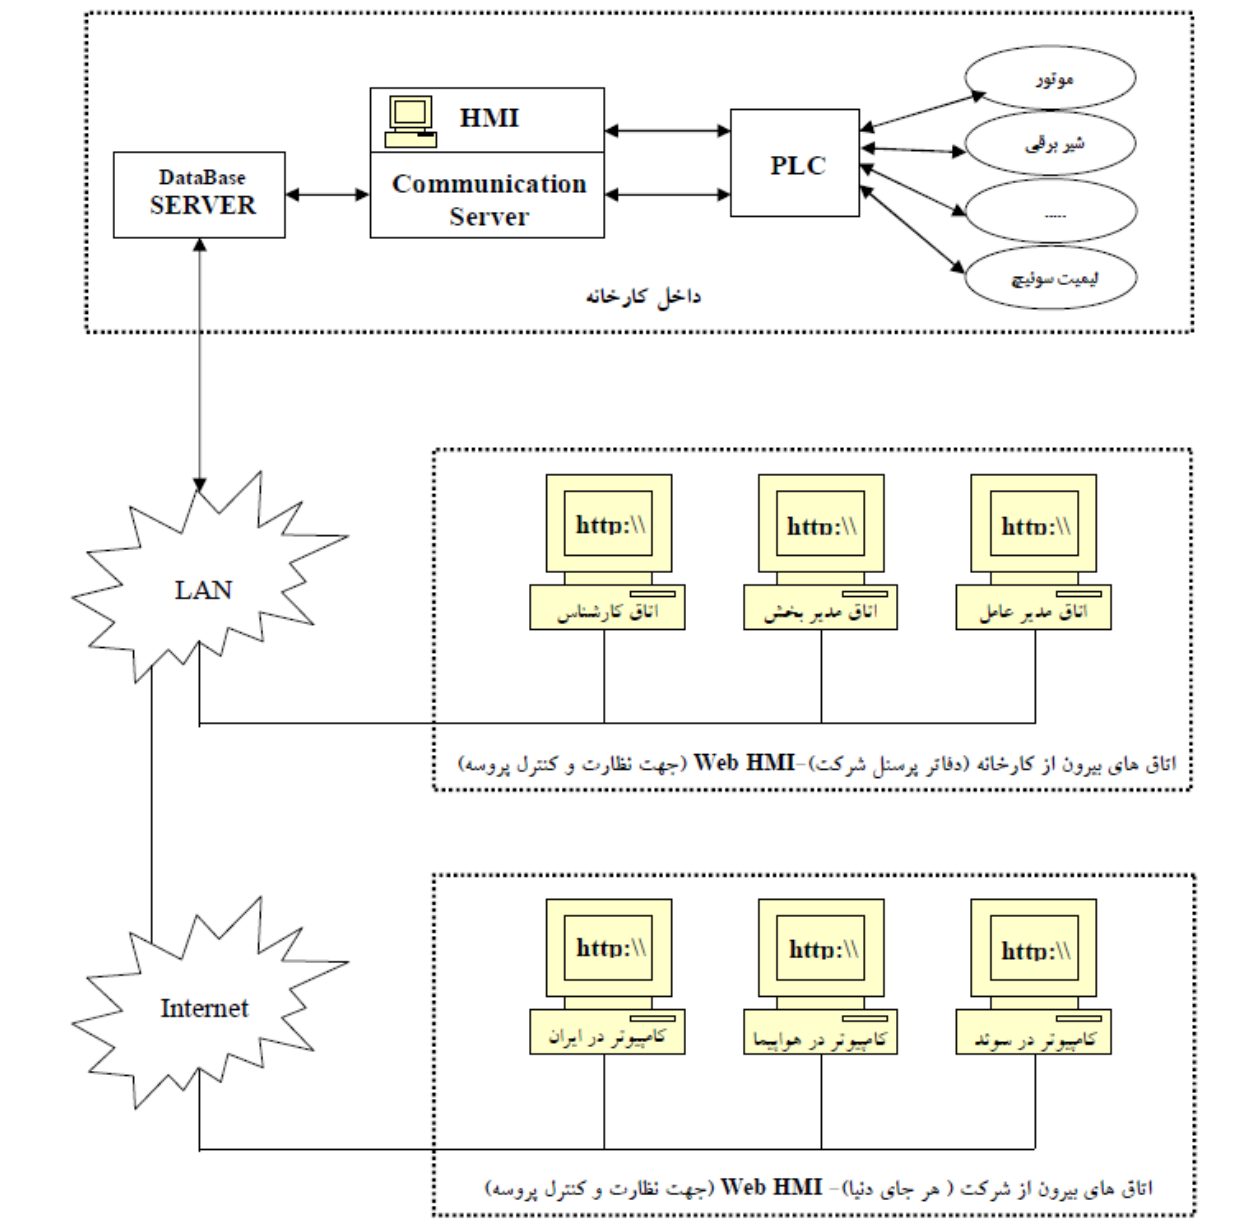 موتور
HMI
شیر برقی
PLC
DataBase
SERVER
Communication
Server
.....
لیمیت سوئیچ
داخل کارخانه
LAN
http:\\
http:\\
http:\\
اتاق کارشناس
اتاق مدیر بخش
اتاق مدیر عامل
اتاق های بیرون از کارخانه (دفاتر پرسنل شرکت)-Web HMI (جهت نظارت و کنترل پروسه)
Internet
http:\\
http:\\
http:\\
کامپیوتر در ایران
کامپیوتر در هواپیما
کامپیوتر در سوئد
اتاق های بیرون از شرکت ( هر جای دنیا)- Web HMI (جهت نظارت و کنترل پروسه)